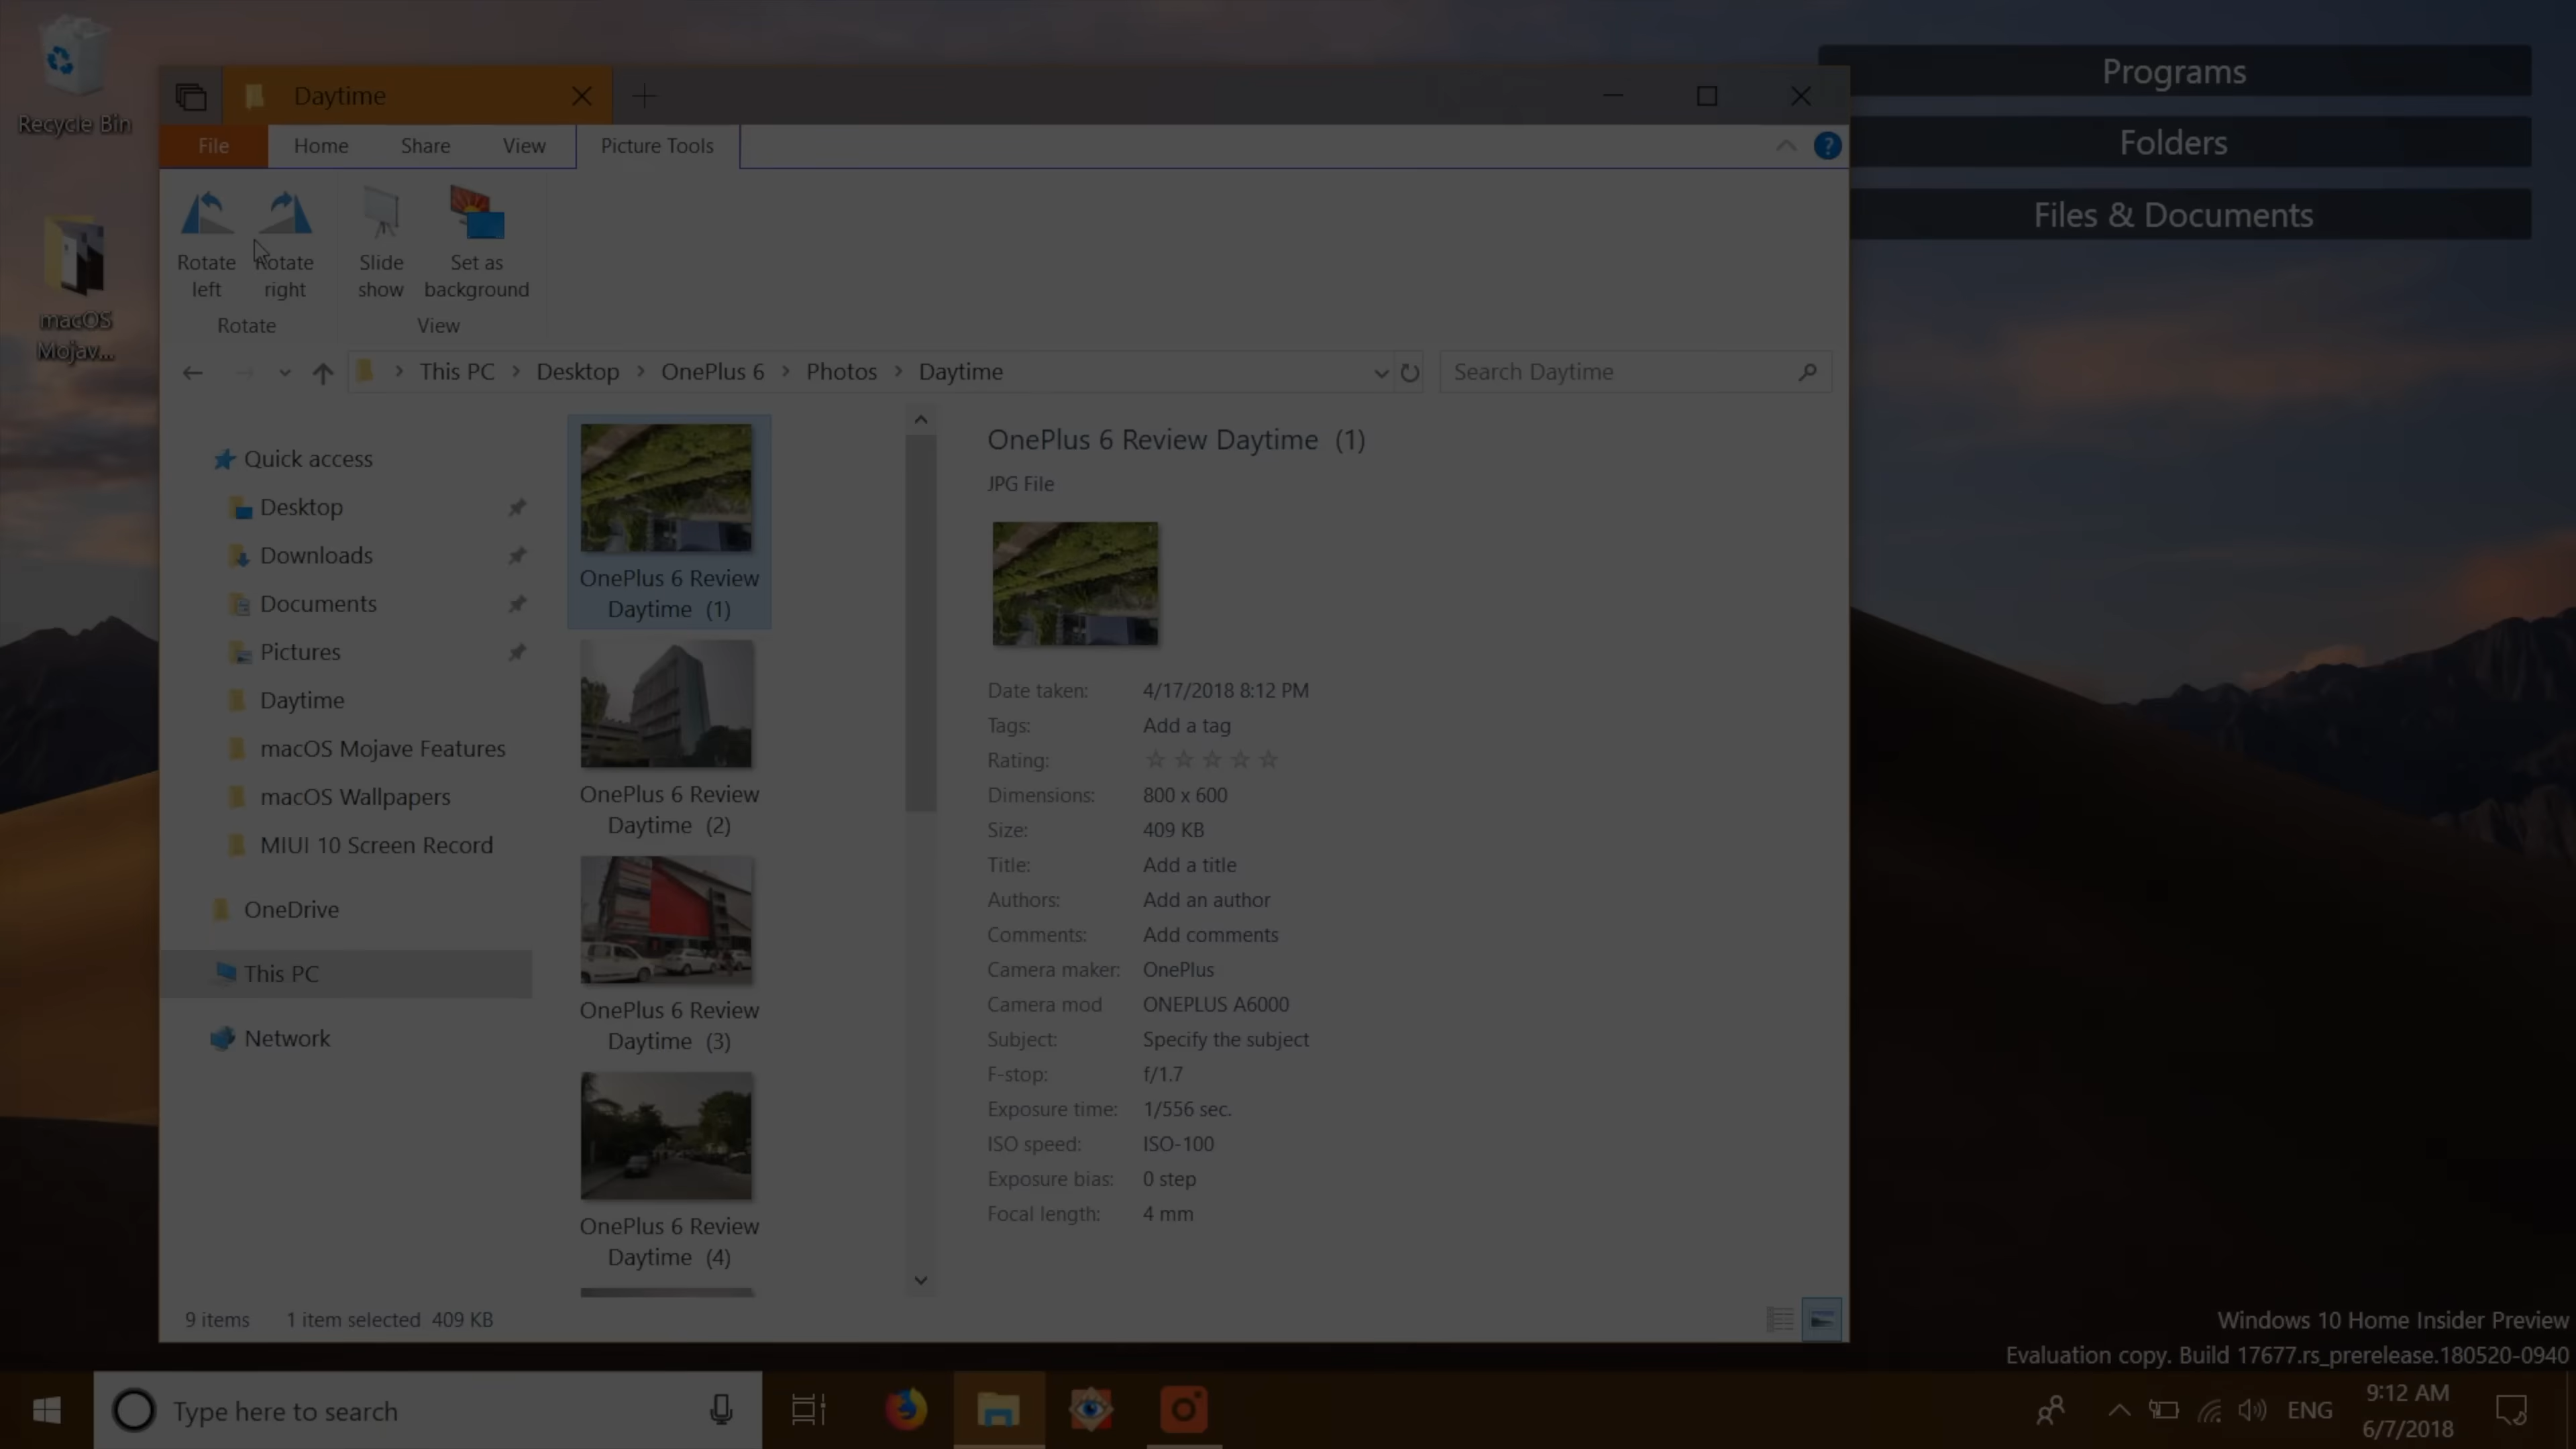 Recycle Bin
macOS
Mojav...
Daytime
File
Home
Share
View
Picture Tools
Rotate
left
Rotate
right
Slide
show
Set as
background
Rotate
View
This PC
Desktop
OnePlus 6
Photos
Daytime
Search Daytime
Quick access
Desktop
Downloads
Documents
Pictures
Daytime
macOS Mojave Features
macOS Wallpapers
MIUI 10 Screen Record
OneDrive
This PC
Network
OnePlus 6 Review
Daytime (1)
OnePlus 6 Review
Daytime (2)
OnePlus 6 Review
Daytime (3)
OnePlus 6 Review
Daytime (4)
OnePlus 6 Review Daytime (1)
JPG File
Date taken: 4/17/2018 8:12 PM
Tags: Add a tag
Rating:
Dimensions: 800 x 600
Size: 409 KB
Title: Add a title
Authors: Add an author
Comments: Add comments
Camera maker: OnePlus
Camera mod ONEPLUS A6000
Subject: Specify the subject
F-stop: f/1.7
Exposure time: 1/556 sec.
ISO speed: ISO-100
Exposure bias: 0 step
Focal length: 4 mm
9 items 1 item selected 409 KB
Programs
Folders
Files & Documents
Windows 10 Home Insider Preview
Evaluation copy. Build 17677.rs_prerelease.180520-0940
Type here to search
ENG
9:12 AM
6/7/2018